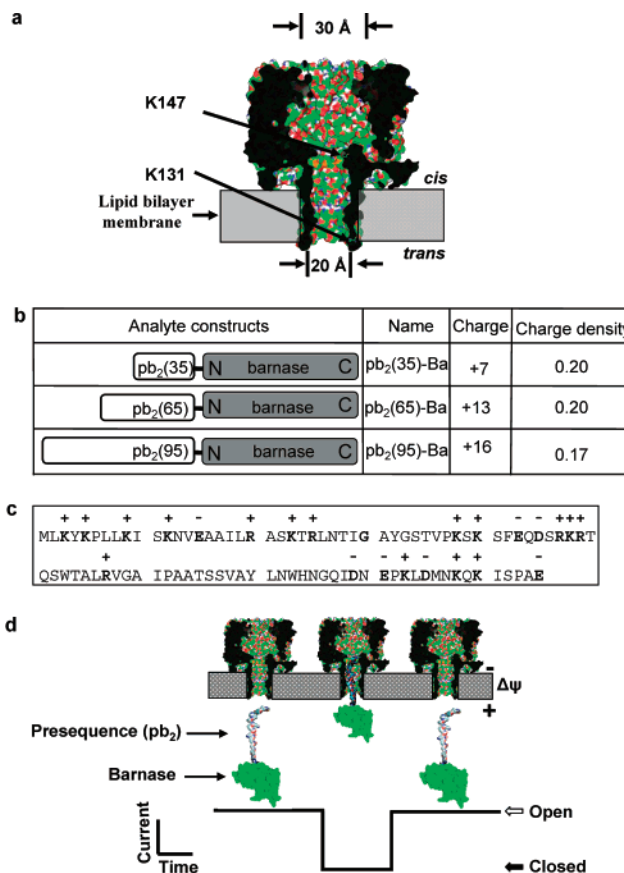 a
30 Å
K147
K131
cis
Lipid bilayer
membrane
trans
20 Å
b
Analyte constructs Name Charge Charge density
pb2(35) N barnase C pb2(35)-Ba +7 0.20
pb2(65) N barnase C pb2(65)-Ba +13 0.20
pb2(95) N barnase C pb2(95)-Ba +16 0.17
c
+ + + + - + + + + + - - +++
MLKYKPLLKI SKNVEAAILR ASKTRLNTIG AYGSTVPKSK SFEQDSRKRT
+ - - + - + + -
QSWTALRVGA IPAATSSVAY LNWHNGQIDN EPKLDMNKQK ISPAE
d
-
Δψ
+
Presequence (pb2)
Barnase
Open
Current
Time
Closed